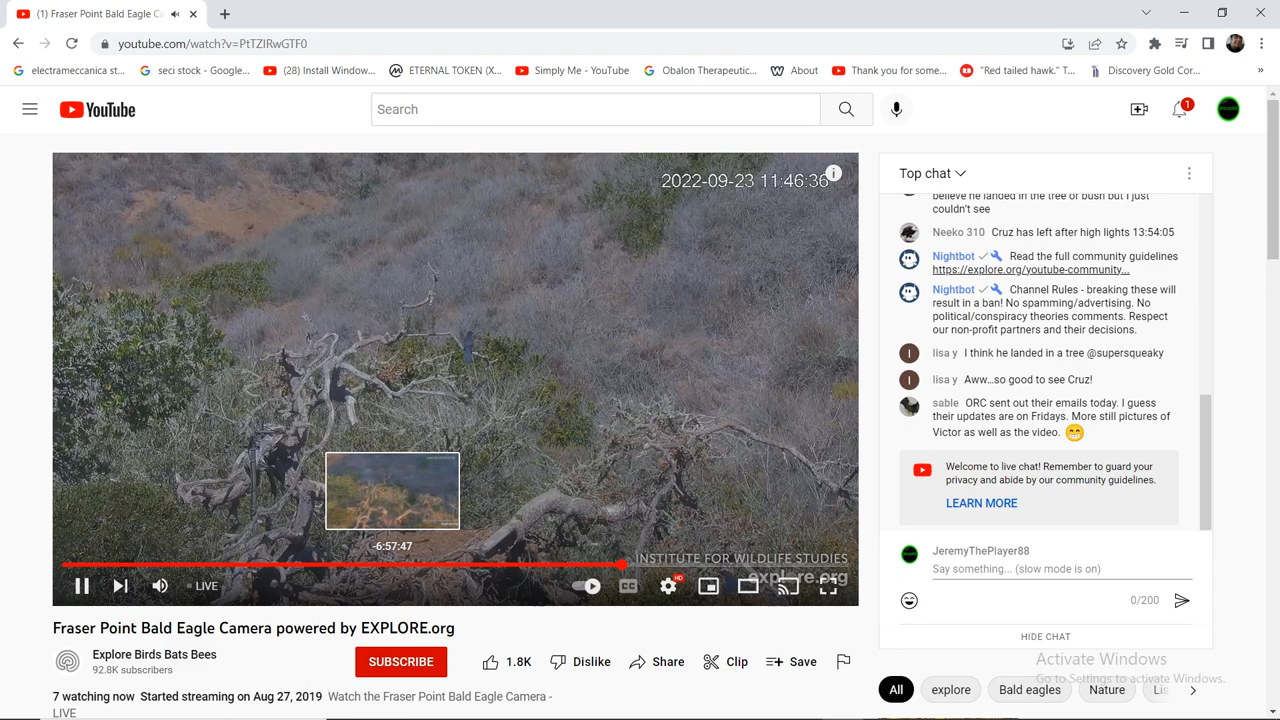 (1) Fraser Point Bald Eagle Ca
youtube.com/watch?v=PtTZIRwGTF0
electrameccanica st...
seci stock - Google...
(28) Install Window...
ETERNAL TOKEN (X...
Simply Me - YouTube
Obalon Therapeutic...
About
Thank you for some...
"Red tailed hawk." T...
Discovery Gold Cor...
»
YouTube
Search
1
2022-09-23 11:46:36
-6:57:47
INSTITUTE FOR WILDLIFE STUDIES
explore.org
LIVE
CC
HD
Fraser Point Bald Eagle Camera powered by EXPLORE.org
Explore Birds Bats Bees
92.8K subscribers
SUBSCRIBE
1.8K
Dislike
Share
Clip
Save
7 watching now Started streaming on Aug 27, 2019 Watch the Fraser Point Bald Eagle Camera -
LIVE
Top chat
believe he landed in the tree or bush but I just
couldn't see
Neeko 310 Cruz has left after high lights 13:54:05
Nightbot Read the full community guidelines
https://explore.org/youtube-community...
Nightbot Channel Rules - breaking these will
result in a ban! No spamming/advertising. No
political/conspiracy theories comments. Respect
our non-profit partners and their decisions.
lisa y I think he landed in a tree @supersqueaky
lisa y Aww...so good to see Cruz!
sable ORC sent out their emails today. I guess
their updates are on Fridays. More still pictures of
Victor as well as the video. 😁
Welcome to live chat! Remember to guard your
privacy and abide by our community guidelines.
LEARN MORE
JeremyThePlayer88
Say something... (slow mode is on)
0/200
HIDE CHAT
Activate Windows
Go to Settings to activate Windows.
All
explore
Bald eagles
Nature
Lis